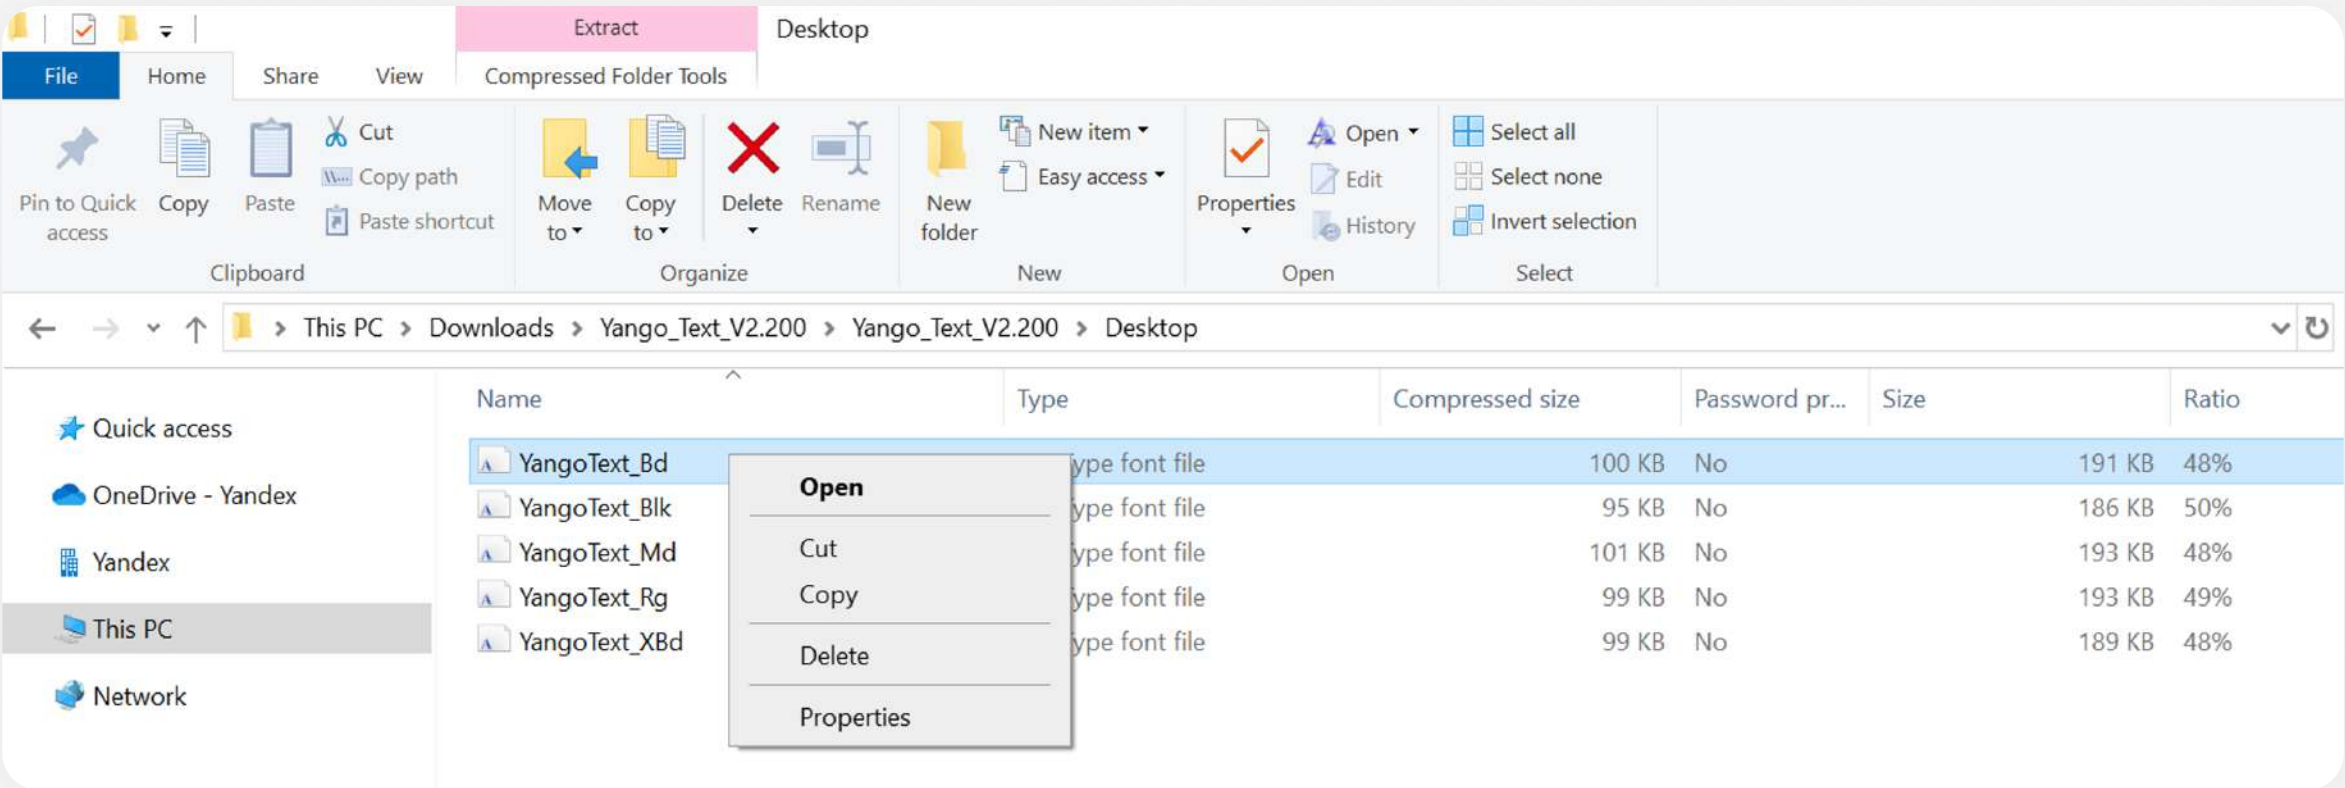 Extract
Desktop
File Home Share View Compressed Folder Tools
Pin to Quick access
Copy
Paste
Cut
Copy path
Paste shortcut
Clipboard
Move to
Copy to
Delete
Rename
Organize
New folder
New item
Easy access
New
Properties
Open
Edit
History
Open
Select all
Select none
Invert selection
Select
This PC > Downloads > Yango_Text_V2.200 > Yango_Text_V2.200 > Desktop
Quick access
OneDrive - Yandex
Yandex
This PC
Network
Name Type Compressed size Password pr... Size Ratio
YangoText_Bd ype font file 100 KB No 191 KB 48%
YangoText_Blk ype font file 95 KB No 186 KB 50%
YangoText_Md ype font file 101 KB No 193 KB 48%
YangoText_Rg ype font file 99 KB No 193 KB 49%
YangoText_XBd ype font file 99 KB No 189 KB 48%
Open
Cut
Copy
Delete
Properties